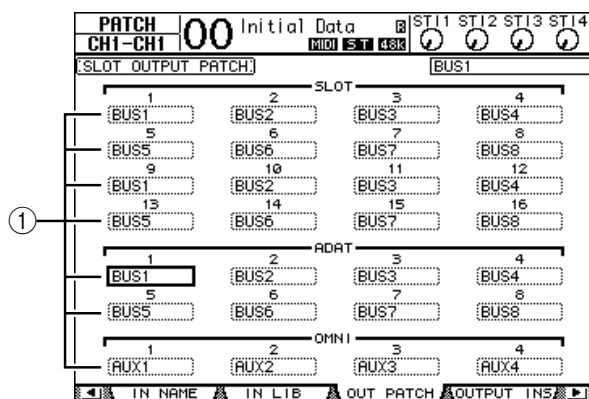 PATCH
CH1-CH1
00
Initial Data
R
MIDI ST 48K
ST11 ST12 ST13 ST14
SLOT OUTPUT PATCH
BUS1
SLOT
1 2 3 4
BUS1 BUS2 BUS3 BUS4
5 6 7 8
BUS5 BUS6 BUS7 BUS8
9 10 11 12
BUS1 BUS2 BUS3 BUS4
13 14 15 16
1 BUS5 BUS6 BUS7 BUS8
ADAT
1 2 3 4
BUS1 BUS2 BUS3 BUS4
5 6 7 8
BUS5 BUS6 BUS7 BUS8
OMNI
1 2 3 4
AUX1 AUX2 AUX3 AUX4
IN NAME IN LIB OUT PATCH OUTPUT INS